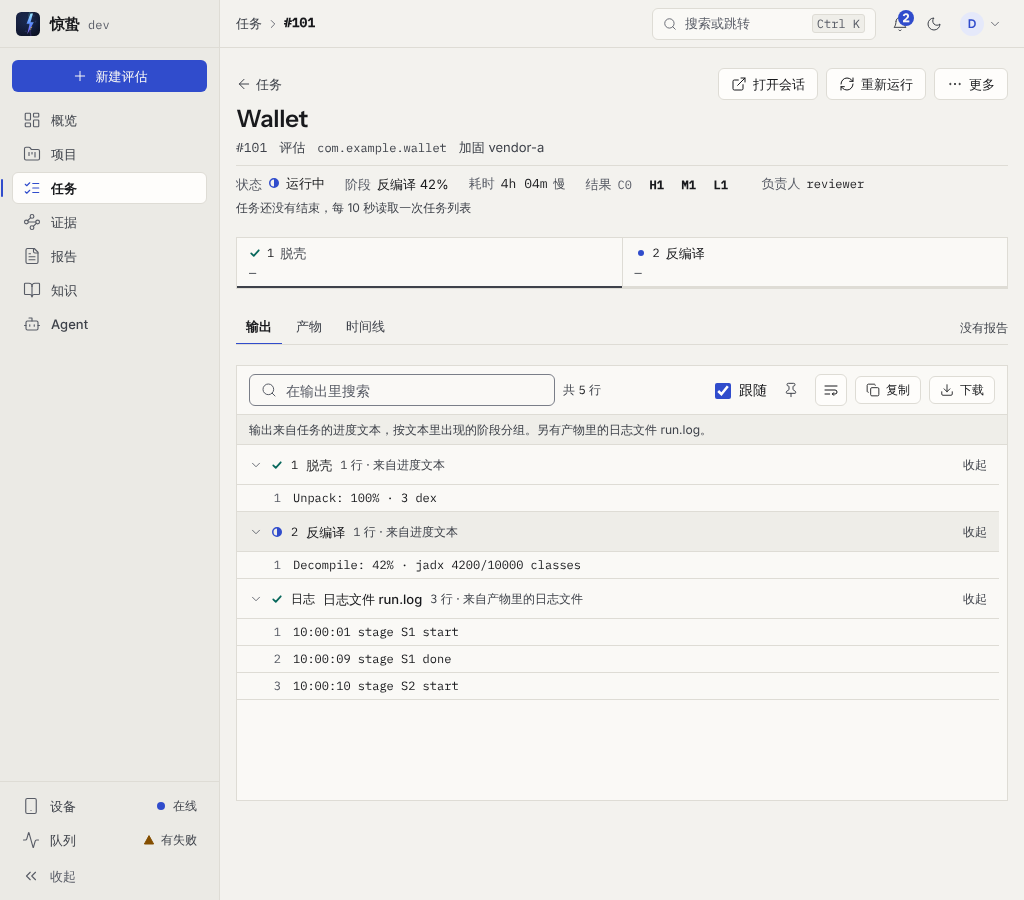 惊蛰 dev
任务 > #101
搜索或跳转 Ctrl K
2
D
新建评估
概览
项目
任务
证据
报告
知识
Agent
设备 在线
队列 有失败
收起
← 任务
打开会话
重新运行
··· 更多
Wallet
#101 评估 com.example.wallet 加固 vendor-a
状态 运行中 阶段 反编译 42% 耗时 4h 04m 慢 结果 C0 H1 M1 L1 负责人 reviewer
任务还没有结束，每 10 秒读取一次任务列表
1 脱壳
—
2 反编译
—
输出 产物 时间线 没有报告
在输出里搜索 共 5 行 跟随 复制 下载
输出来自任务的进度文本，按文本里出现的阶段分组。另有产物里的日志文件 run.log。
1 脱壳 1 行 · 来自进度文本 收起
1 Unpack: 100% · 3 dex
2 反编译 1 行 · 来自进度文本 收起
1 Decompile: 42% · jadx 4200/10000 classes
日志 日志文件 run.log 3 行 · 来自产物里的日志文件 收起
1 10:00:01 stage S1 start
2 10:00:09 stage S1 done
3 10:00:10 stage S2 start